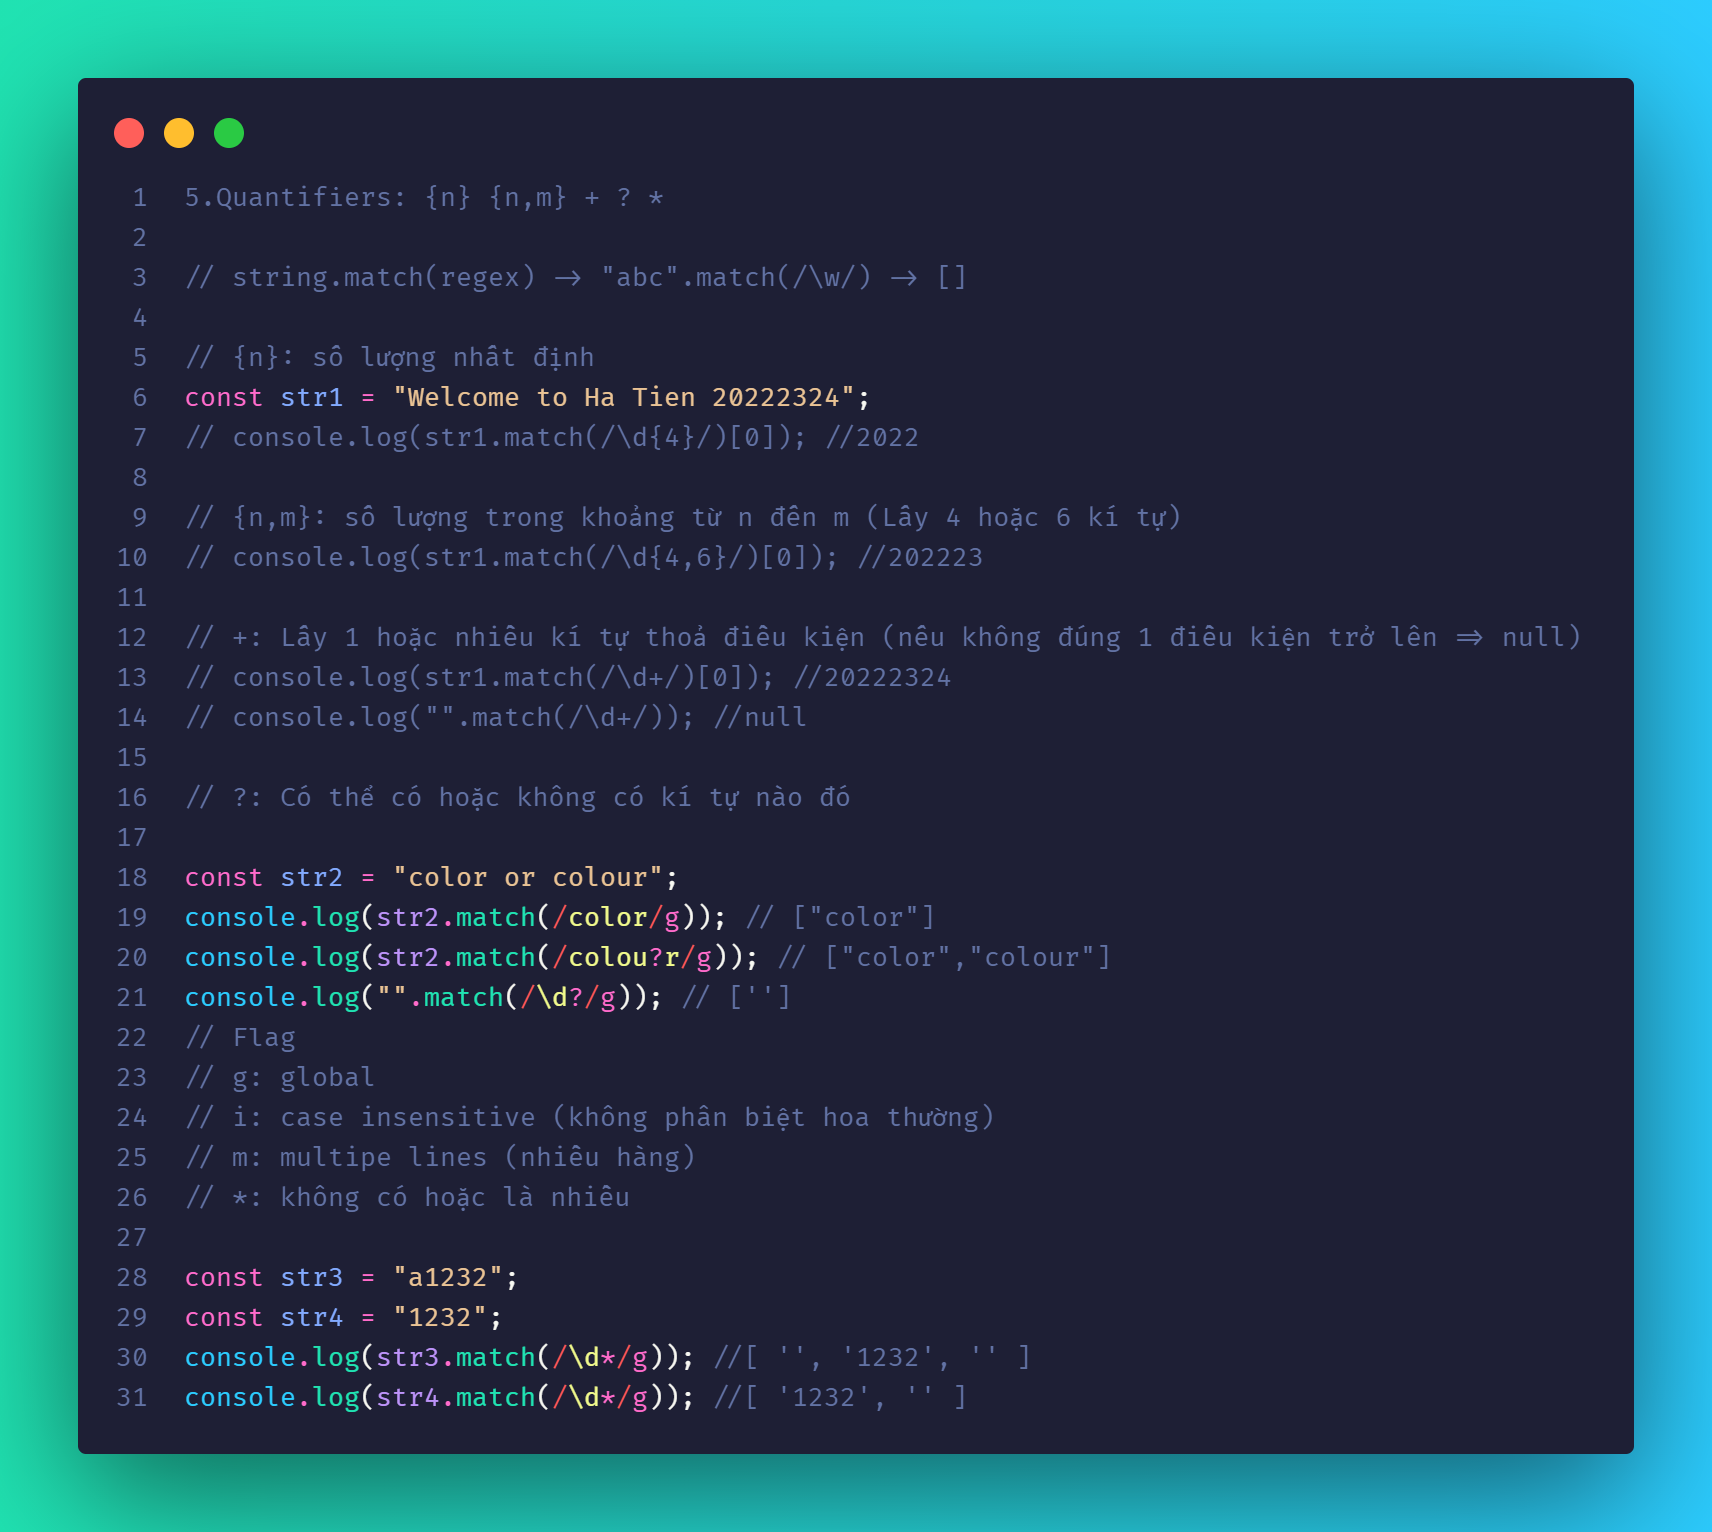 1 5.Quantifiers: {n} {n,m} + ? *
2
3 // string.match(regex) -> "abc".match(/\w/) -> []
4
5 // {n}: số lượng nhất định
6 const str1 = "Welcome to Ha Tien 20222324";
7 // console.log(str1.match(/\d{4}/)[0]); //2022
8
9 // {n,m}: số lượng trong khoảng từ n đến m (Lấy 4 hoặc 6 kí tự)
10 // console.log(str1.match(/\d{4,6}/)[0]); //202223
11
12 // +: Lấy 1 hoặc nhiều kí tự thoả điều kiện (nếu không đúng 1 điều kiện trở lên => null)
13 // console.log(str1.match(/\d+/)[0]); //20222324
14 // console.log("".match(/\d+/)); //null
15
16 // ?: Có thể có hoặc không có kí tự nào đó
17
18 const str2 = "color or colour";
19 console.log(str2.match(/color/g)); // ["color"]
20 console.log(str2.match(/colou?r/g)); // ["color","colour"]
21 console.log("".match(/\d?/g)); // ['']
22 // Flag
23 // g: global
24 // i: case insensitive (không phân biệt hoa thường)
25 // m: multipe lines (nhiều hàng)
26 // *: không có hoặc là nhiều
27
28 const str3 = "a1232";
29 const str4 = "1232";
30 console.log(str3.match(/\d*/g)); //[ '', '1232', '' ]
31 console.log(str4.match(/\d*/g)); //[ '1232', '' ]